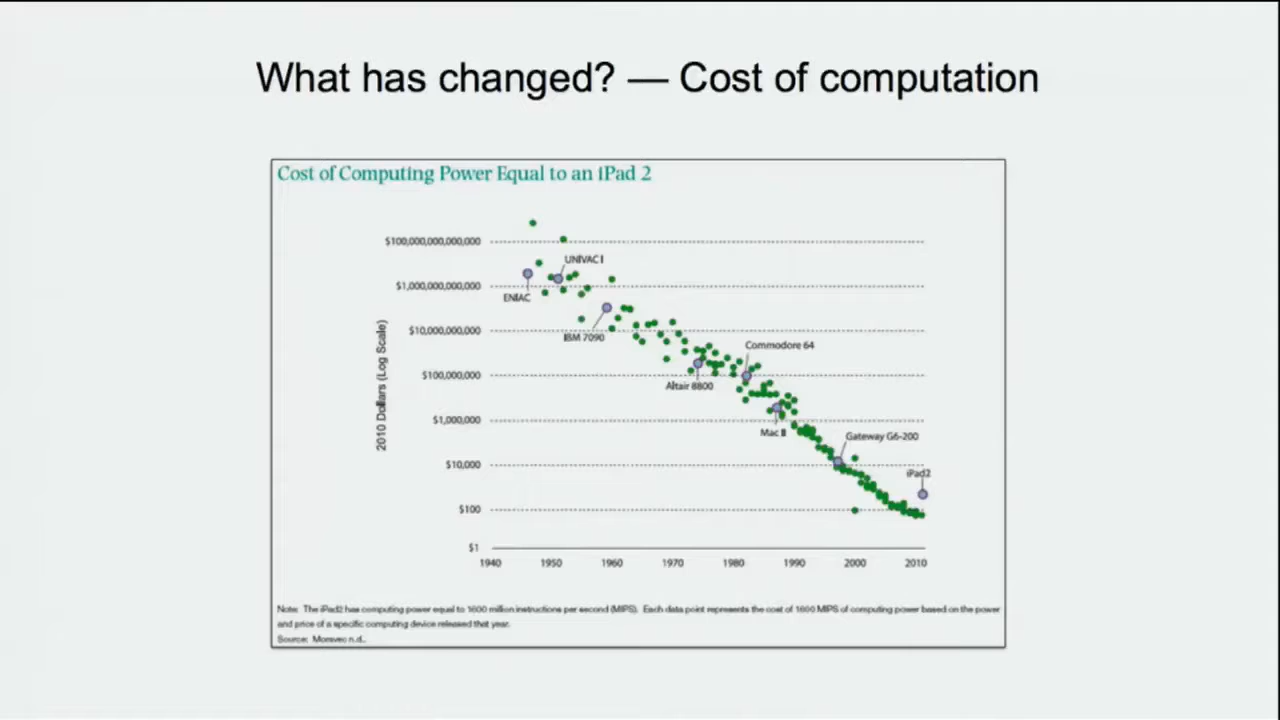 What has changed? — Cost of computation
Cost of Computing Power Equal to an iPad 2
$100,000,000,000,000
UNIVAC I
$1,000,000,000,000
ENIAC
$10,000,000,000
IBM 7090
Commodore 64
$100,000,000
Altair 8800
2010 Dollars (Log Scale)
$1,000,000
Mac II
Gateway G6-200
$10,000
iPad2
$100
$1
1940 1950 1960 1970 1980 1990 2000 2010
Note: The iPad2 has computing power equal to 1600 million instructions per second (MIPS). Each data point represents the cost of 1600 MIPS of computing power based on the power
and price of a specific computing device released that year.
Source: Moravec n.d..